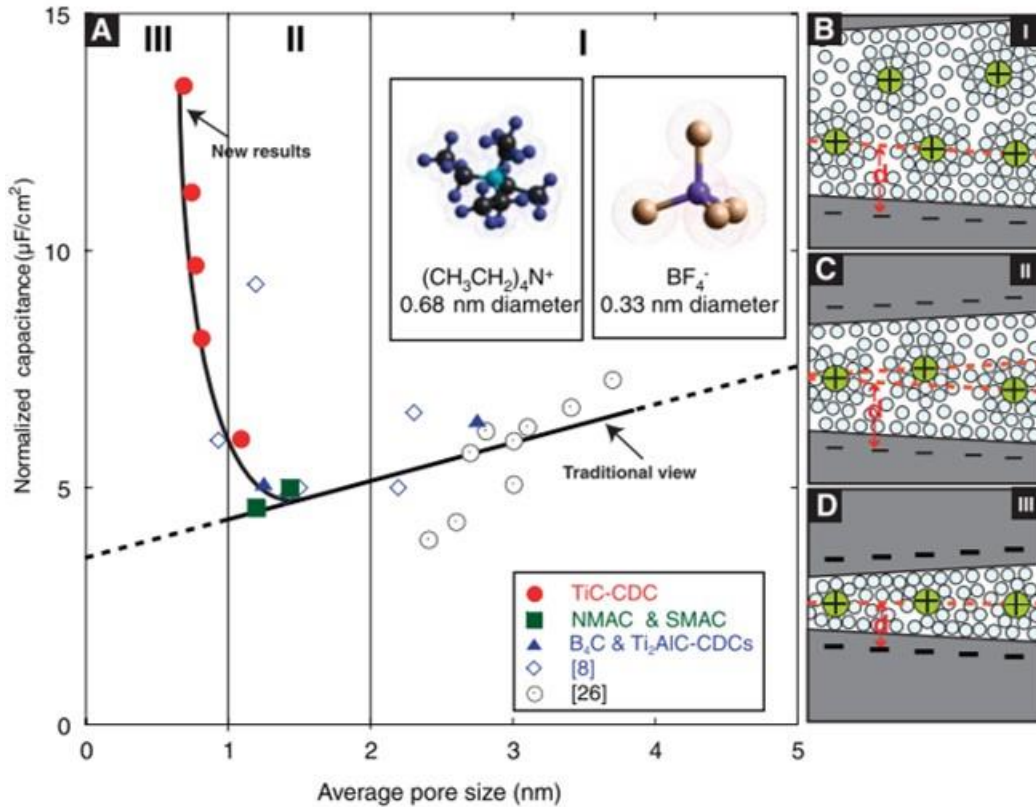 A
III
II
I
15
10
5
0
0
1
2
3
4
5
Normalized capacitance (µF/cm²)
Average pore size (nm)
New results
Traditional view
(CH₃CH₂)₄N⁺
0.68 nm diameter
BF₄⁻
0.33 nm diameter
TiC-CDC
NMAC & SMAC
B₄C & Ti₂AlC-CDCs
[8]
[26]
B
I
d
C
II
d
D
III
d